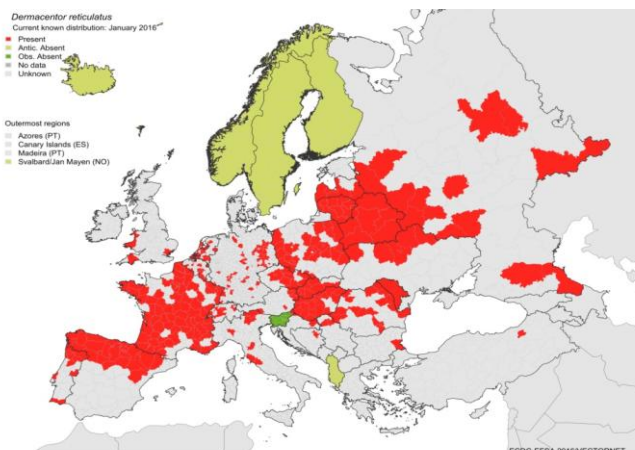 Dermacentor reticulatus
Current known distribution: January 2016
Present
Antic. Absent
Obs. Absent
No data
Unknown
Outermost regions
Azores (PT)
Canary Islands (ES)
Madeira (PT)
Svalbard/Jan Mayen (NO)